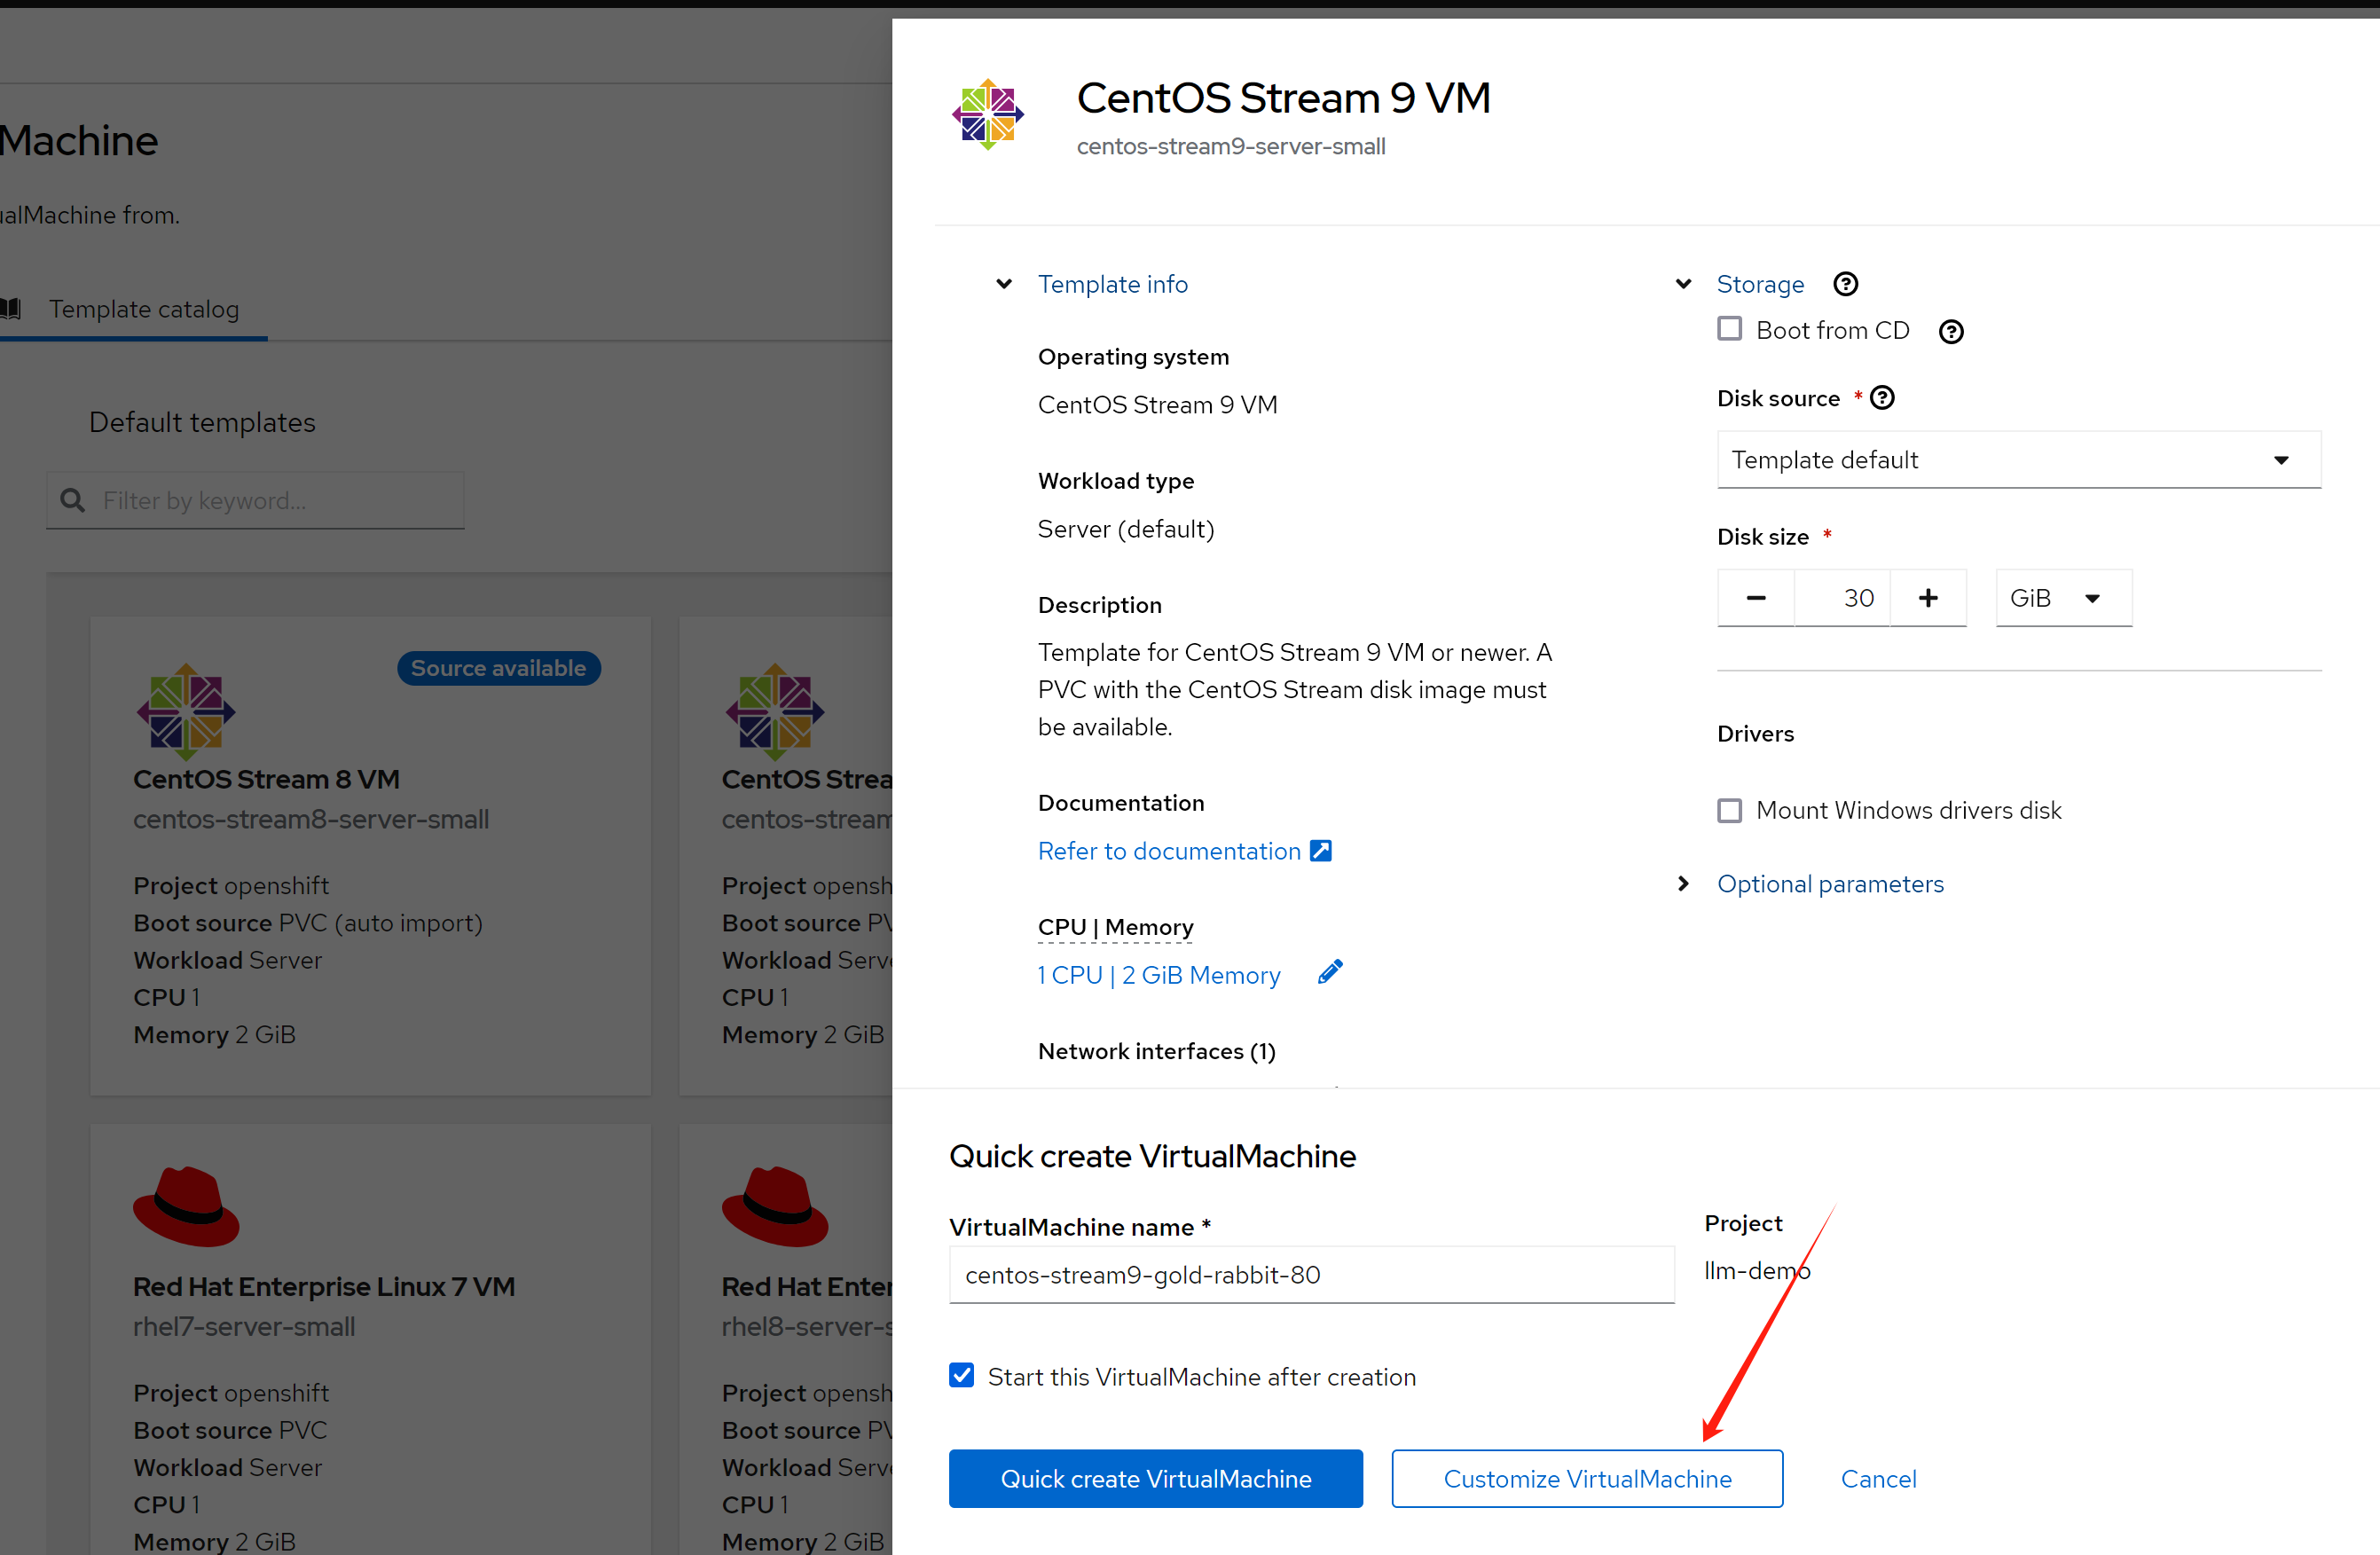 Machine
ualMachine from.
Template catalog
Default templates
Filter by keyword...
Source available
CentOS Stream 8 VM
centos-stream8-server-small
Project openshift
Boot source PVC (auto import)
Workload Server
CPU 1
Memory 2 GiB
CentOS Strea
centos-stream
Project opensh
Boot source PV
Workload Serve
CPU 1
Memory 2 GiB
Red Hat Enterprise Linux 7 VM
rhel7-server-small
Project openshift
Boot source PVC
Workload Server
CPU 1
Memory 2 GiB
Red Hat Enter
rhel8-server-s
Project opensh
Boot source PV
Workload Serve
CPU 1
Memory 2 GiB
CentOS Stream 9 VM
centos-stream9-server-small
Template info
Operating system
CentOS Stream 9 VM
Workload type
Server (default)
Description
Template for CentOS Stream 9 VM or newer. A
PVC with the CentOS Stream disk image must
be available.
Documentation
Refer to documentation
CPU | Memory
1 CPU | 2 GiB Memory
Network interfaces (1)
Storage
Boot from CD
Disk source *
Template default
Disk size *
30
GiB
Drivers
Mount Windows drivers disk
Optional parameters
Quick create VirtualMachine
VirtualMachine name *
centos-stream9-gold-rabbit-80
Project
llm-demo
Start this VirtualMachine after creation
Quick create VirtualMachine
Customize VirtualMachine
Cancel